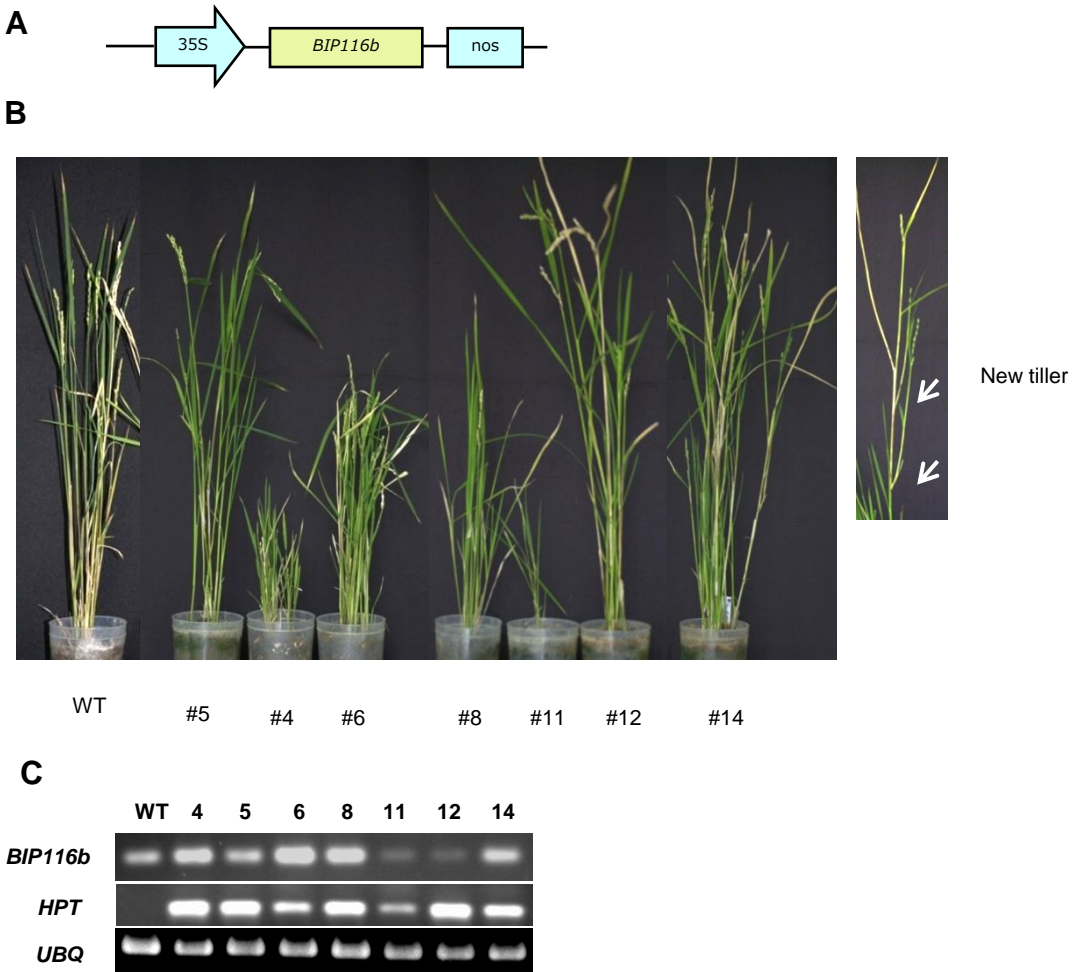 A
35S BIP116b nos
B
New tiller
WT #5 #4 #6 #8 #11 #12 #14
C
WT 4 5 6 8 11 12 14
BIP116b
HPT
UBQ